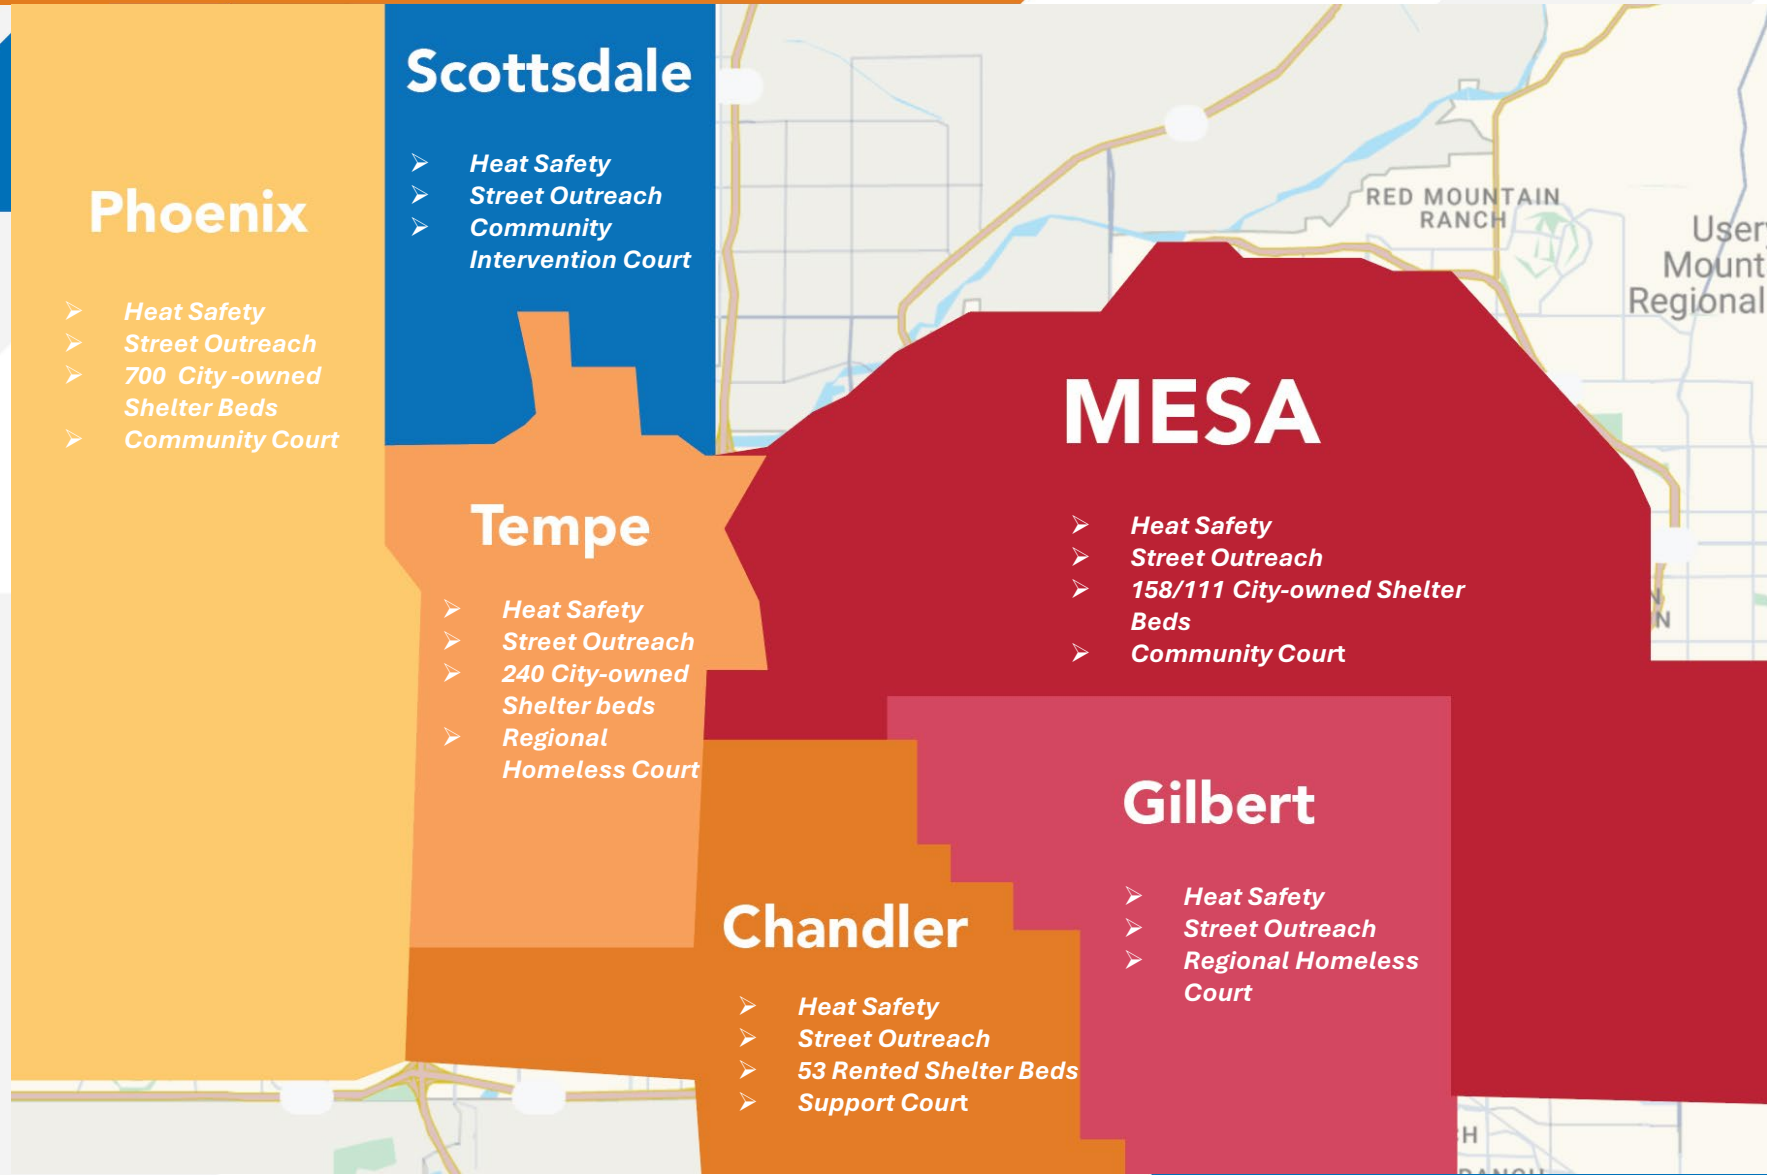 Phoenix
➢ Heat Safety
➢ Street Outreach
➢ 700 City -owned
Shelter Beds
➢ Community Court
Scottsdale
➢ Heat Safety
➢ Street Outreach
➢ Community
Intervention Court
Tempe
➢ Heat Safety
➢ Street Outreach
➢ 240 City-owned
Shelter beds
➢ Regional
Homeless Court
RED MOUNTAIN
RANCH
Mount
Regional
MESA
➢ Heat Safety
➢ Street Outreach
➢ 158/111 City-owned Shelter
Beds
➢ Community Court
Chandler
➢ Heat Safety
➢ Street Outreach
➢ 53 Rented Shelter Beds
➢ Support Court
Gilbert
➢ Heat Safety
➢ Street Outreach
➢ Regional Homeless
Court